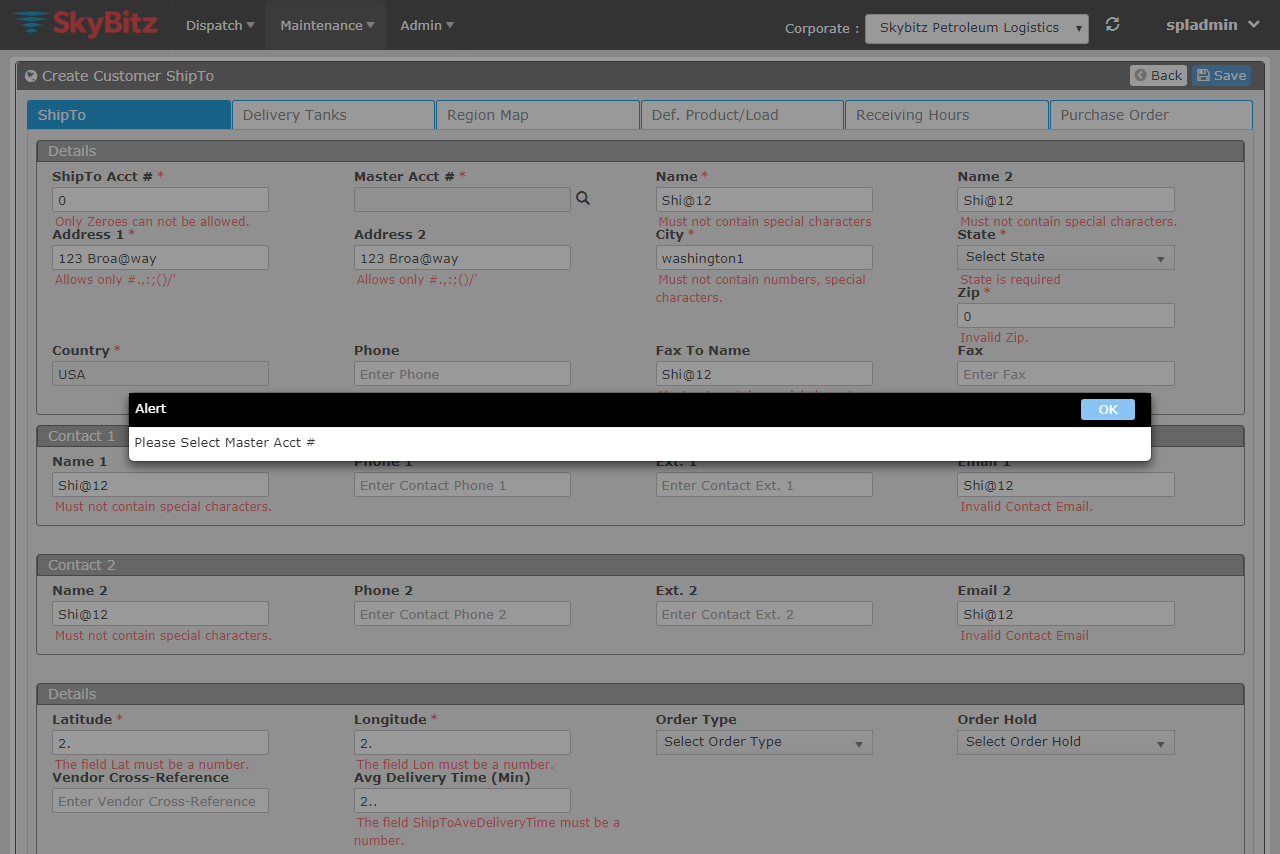 SkyBitz
Dispatch
Maintenance
Admin
Corporate :
Skybitz Petroleum Logistics
spladmin
Create Customer ShipTo
Back
Save
ShipTo
Delivery Tanks
Region Map
Def. Product/Load
Receiving Hours
Purchase Order
Details
ShipTo Acct # *
Master Acct # *
Name *
Name 2
0
Shi@12
Shi@12
Only Zeroes can not be allowed.
Must not contain special characters
Must not contain special characters.
Address 1 *
Address 2
City *
State *
123 Broa@way
123 Broa@way
washington1
Select State
Allows only #.,:;()/'
Allows only #.,:;()/'
Must not contain numbers, special
characters.
State is required
Zip *
0
Invalid Zip.
Country *
Phone
Fax To Name
Fax
USA
Enter Phone
Shi@12
Enter Fax
Alert
OK
Please Select Master Acct #
Contact 1
Name 1
Phone 1
Ext. 1
Email 1
Shi@12
Enter Contact Phone 1
Enter Contact Ext. 1
Shi@12
Must not contain special characters.
Invalid Contact Email.
Contact 2
Name 2
Phone 2
Ext. 2
Email 2
Shi@12
Enter Contact Phone 2
Enter Contact Ext. 2
Shi@12
Must not contain special characters.
Invalid Contact Email
Details
Latitude *
Longitude *
Order Type
Order Hold
2.
2.
Select Order Type
Select Order Hold
The field Lat must be a number.
The field Lon must be a number.
Vendor Cross-Reference
Avg Delivery Time (Min)
Enter Vendor Cross-Reference
2..
The field ShipToAveDeliveryTime must be a
number.